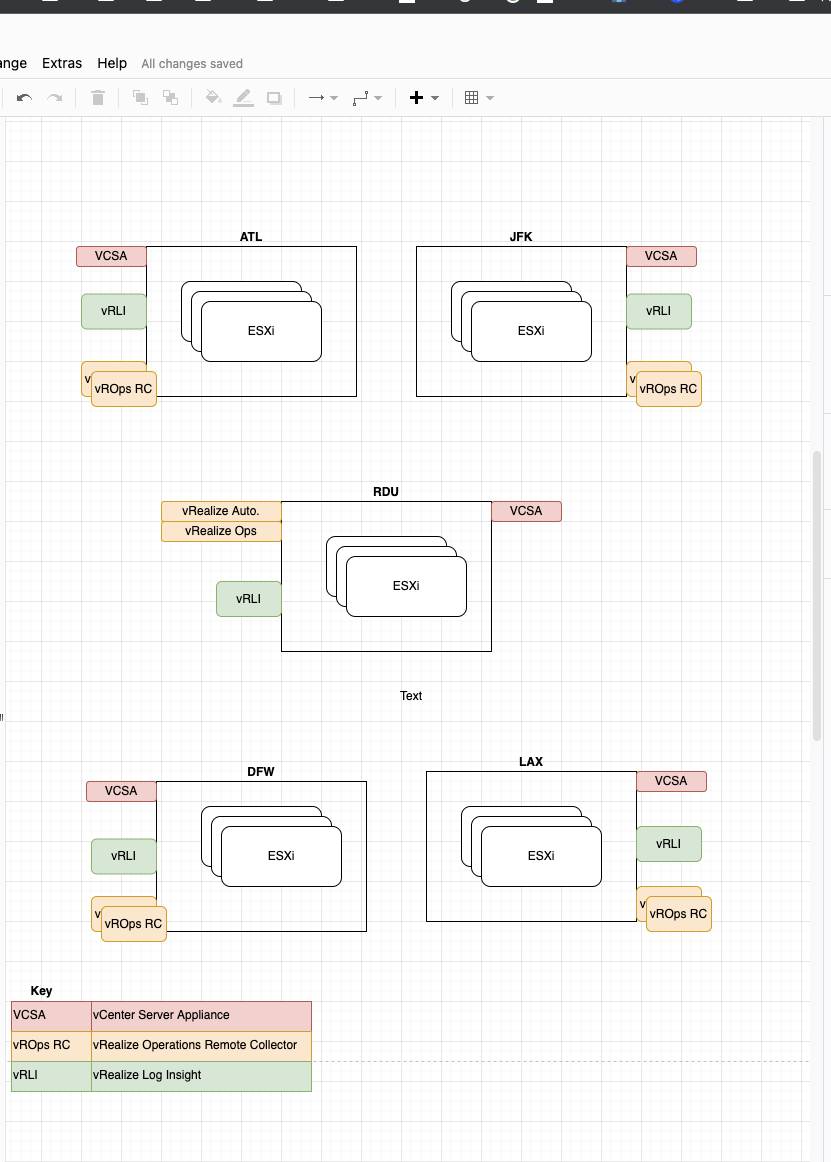 ange Extras Help All changes saved
ATL
VCSA
vRLI
v
vROps RC
ESXi
JFK
ESXi
VCSA
vRLI
v
vROps RC
RDU
vRealize Auto.
vRealize Ops
vRLI
ESXi
VCSA
Text
DFW
VCSA
vRLI
v
vROps RC
ESXi
LAX
ESXi
VCSA
vRLI
v
vROps RC
Key
VCSA vCenter Server Appliance
vROps RC vRealize Operations Remote Collector
vRLI vRealize Log Insight